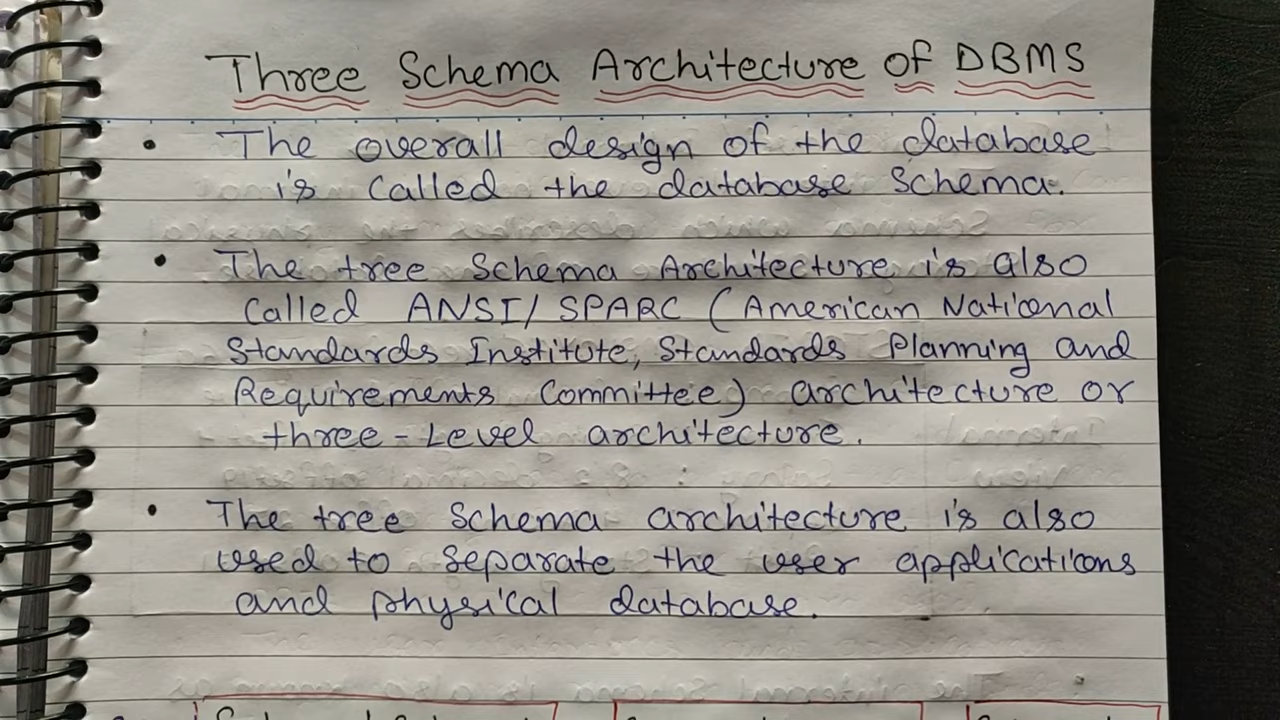 Three Schema Architecture of DBMS
• The overall design of the database
is called the database schema.
• The tree Schema Architecture is also
called ANSI/SPARC (American National
Standards Institute, Standards Planning and
Requirements Committee) architecture or
three-Level architecture.
• The tree schema architecture is also
used to separate the user applications
and physical database.